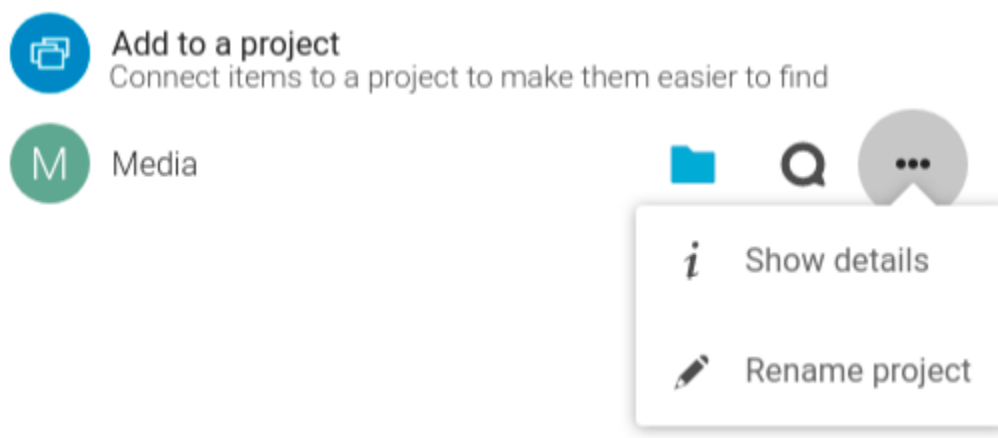 Add to a project
Connect items to a project to make them easier to find
M Media
Show details
Rename project